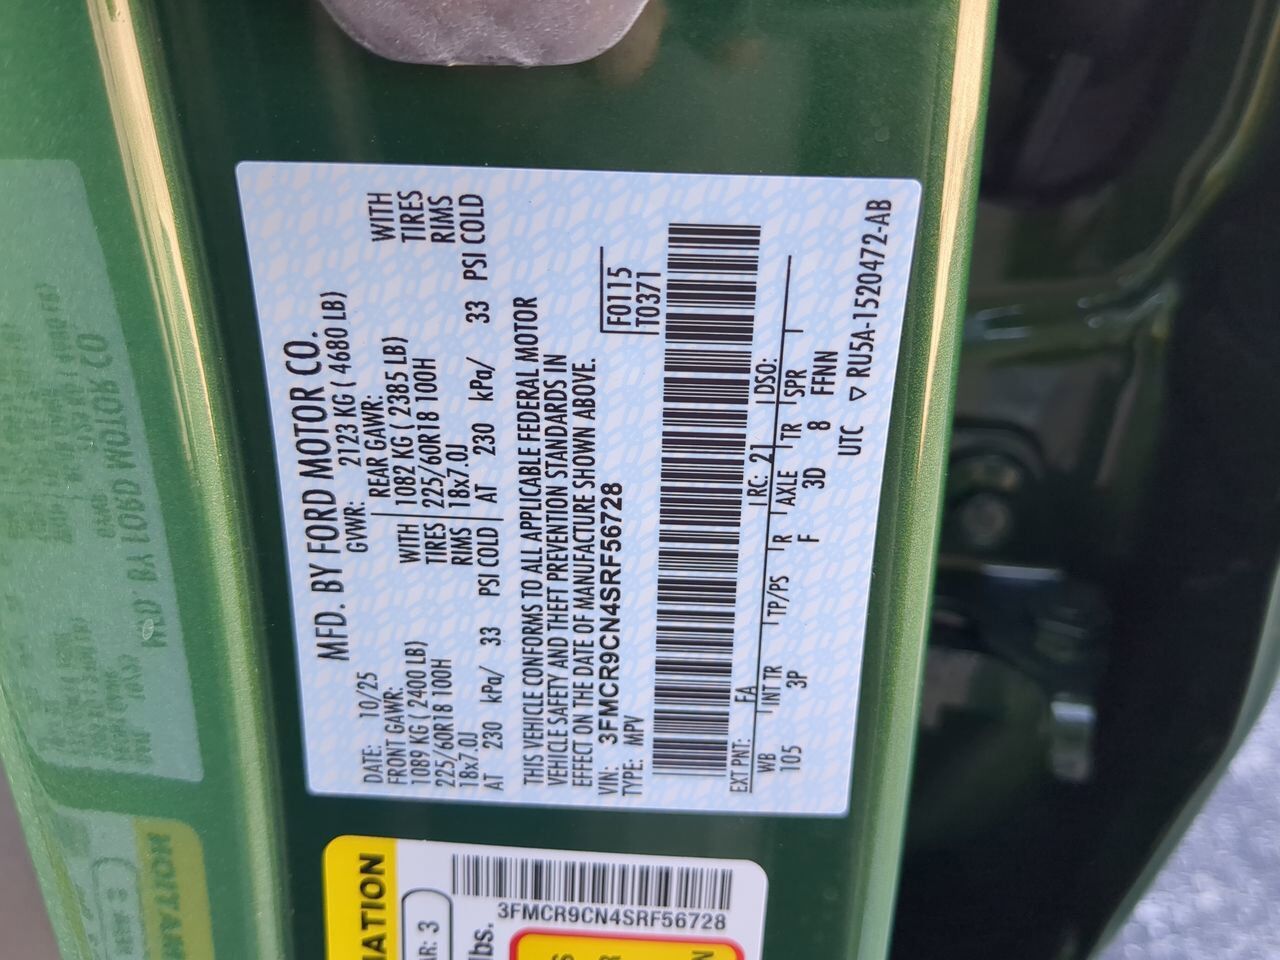 MFD. BY FORD MOTOR CO.
DATE: 10/25 GVWR: 2123 KG ( 4680 LB)
FRONT GAWR: REAR GAWR:
1089 KG ( 2400 LB) WITH 1082 KG ( 2385 LB) WITH
225/60R18 100H TIRES 225/60R18 100H TIRES
18x7.0J RIMS 18x7.0J RIMS
AT 230 kPa/ 33 PSI COLD AT 230 kPa/ 33 PSI COLD
THIS VEHICLE CONFORMS TO ALL APPLICABLE FEDERAL MOTOR
VEHICLE SAFETY AND THEFT PREVENTION STANDARDS IN
EFFECT ON THE DATE OF MANUFACTURE SHOWN ABOVE.
VIN: 3FMCR9CN4SRF56728 F0115
TYPE: MPV T0371
EXT PNT: FA RC: 21 DSO:
WB INT TR TP/PS R AXLE TR SPR
105 3P F 3D 8 FFNN
UTC ▽ RU5A-1520472-AB
MATION
AR: 3
lbs.
3FMCR9CN4SRF56728